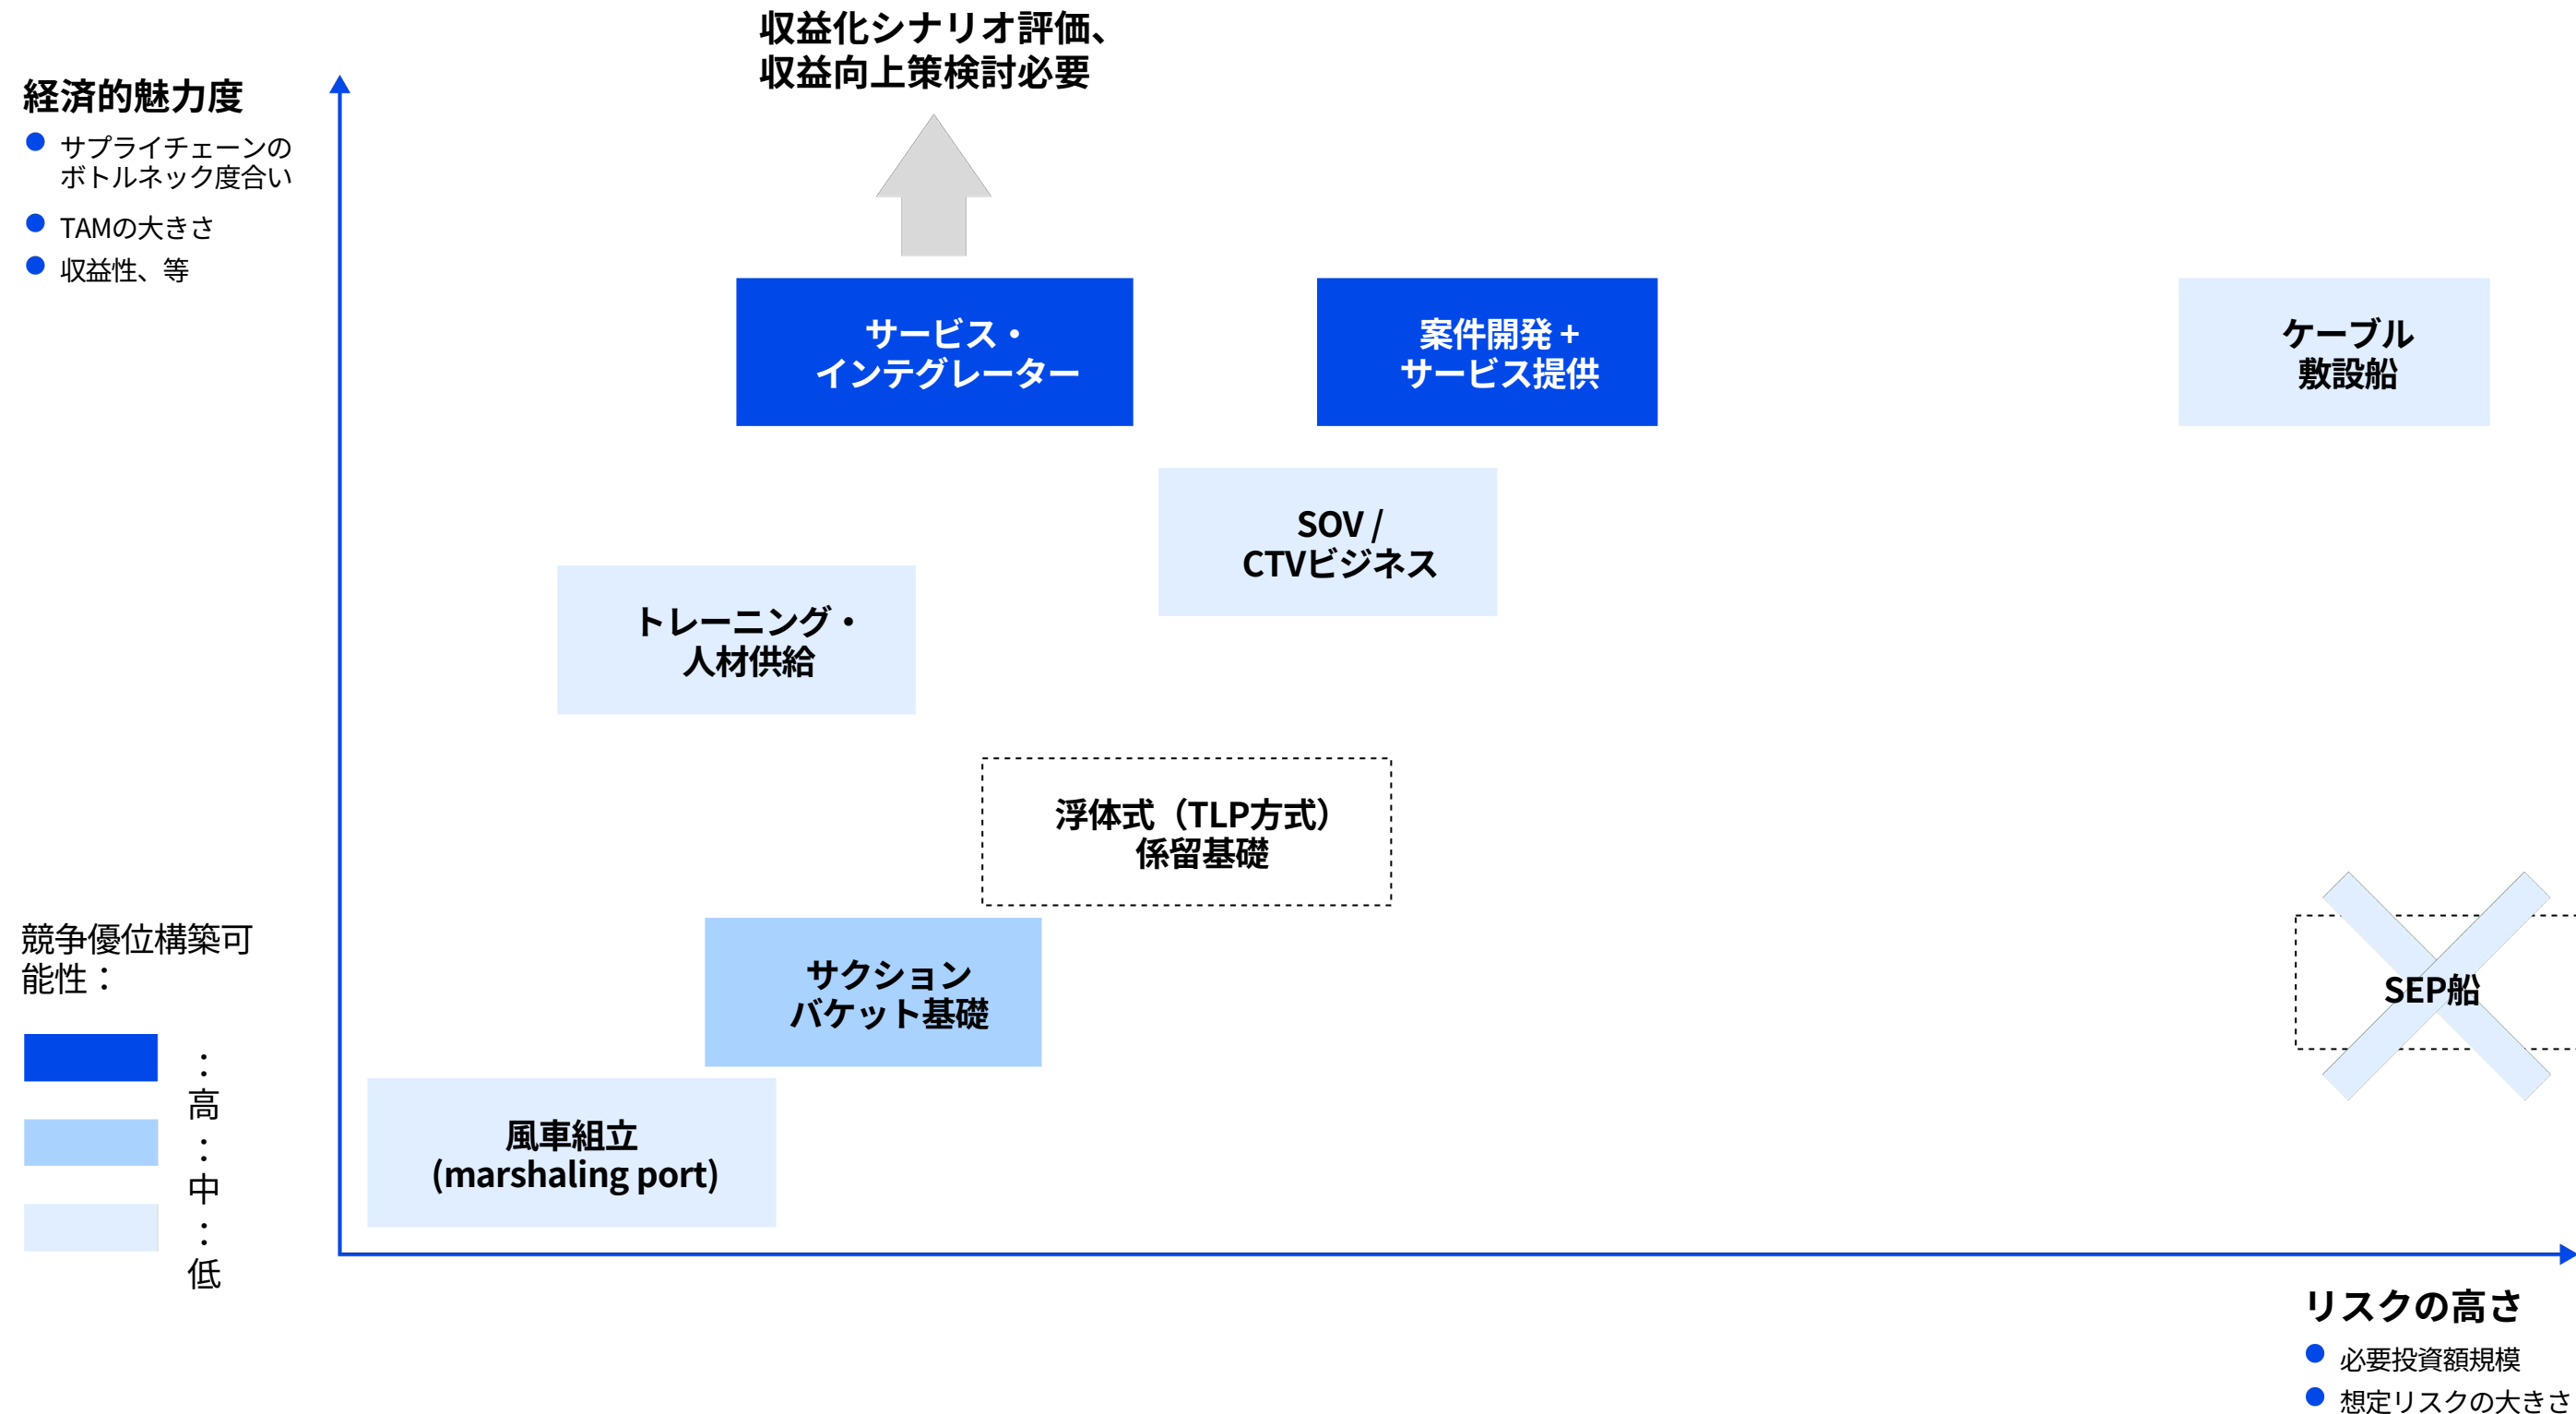 収益化シナリオ評価、
収益向上策検討必要
経済的魅力度
サプライチェーンの
ボトルネック度合い
TAMの大きさ
収益性、等
サービス・
インテグレーター
案件開発 +
サービス提供
ケーブル
敷設船
SOV /
CTVビジネス
トレーニング・
人材供給
浮体式（TLP方式）
係留基礎
サクション
バケット基礎
SEP船
風車組立
(marshaling port)
競争優位構築可
能性：
：
高
：
中
：
低
リスクの高さ
必要投資額規模
想定リスクの大きさ